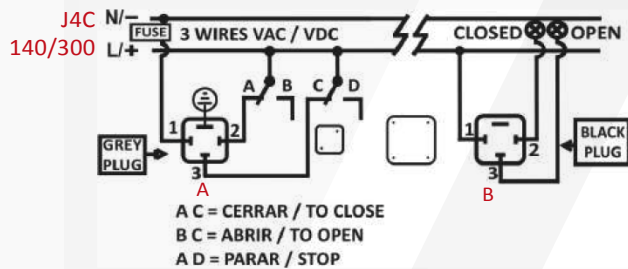 J4C N/−
FUSE 3 WIRES VAC / VDC CLOSED OPEN
140/300 L/+
A B C D
1 2
GREY PLUG
3
A
1 2
BLACK PLUG
3
B
A C = CERRAR / TO CLOSE
B C = ABRIR / TO OPEN
A D = PARAR / STOP